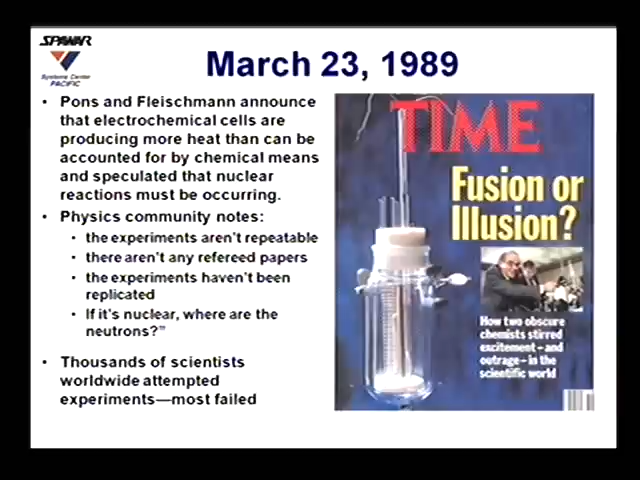 SPAWAR
Systems Center
PACIFIC
March 23, 1989
• Pons and Fleischmann announce
that electrochemical cells are
producing more heat than can be
accounted for by chemical means
and speculated that nuclear
reactions must be occurring.
• Physics community notes:
• the experiments aren't repeatable
• there aren't any refereed papers
• the experiments haven't been
replicated
• If it's nuclear, where are the
neutrons?"
• Thousands of scientists
worldwide attempted
experiments—most failed
TIME
Fusion or
Illusion?
How two obscure
chemists stirred
excitement–and
outrage–in the
scientific world